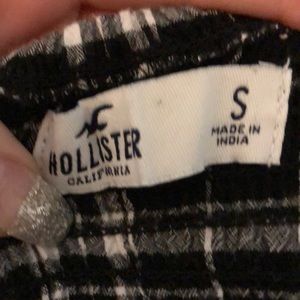 HOLLISTER
CALIFORNIA
S
MADE IN
INDIA